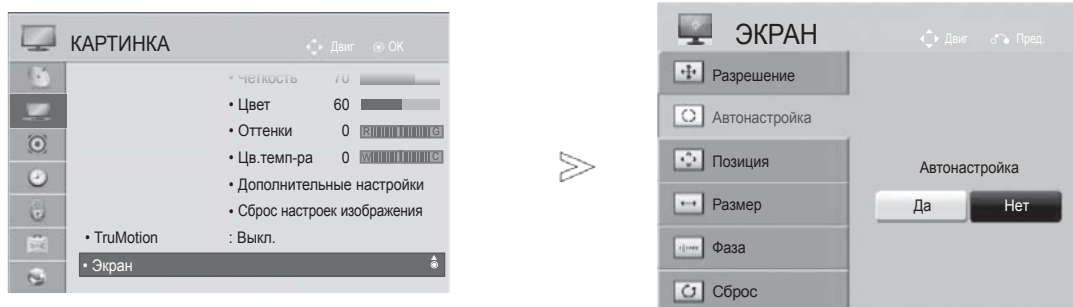 КАРТИНКА
Двиг
OK
• Четкость 70
• Цвет 60
• Оттенки 0 R G
• Цв.темп-ра 0 W C
• Дополнительные настройки
• Сброс настроек изображения
• TruMotion : Выкл.
• Экран
ЭКРАН
Двиг
Пред.
Разрешение
Автонастройка
Позиция
Размер
Фаза
Сброс
Автонастройка
Да Нет